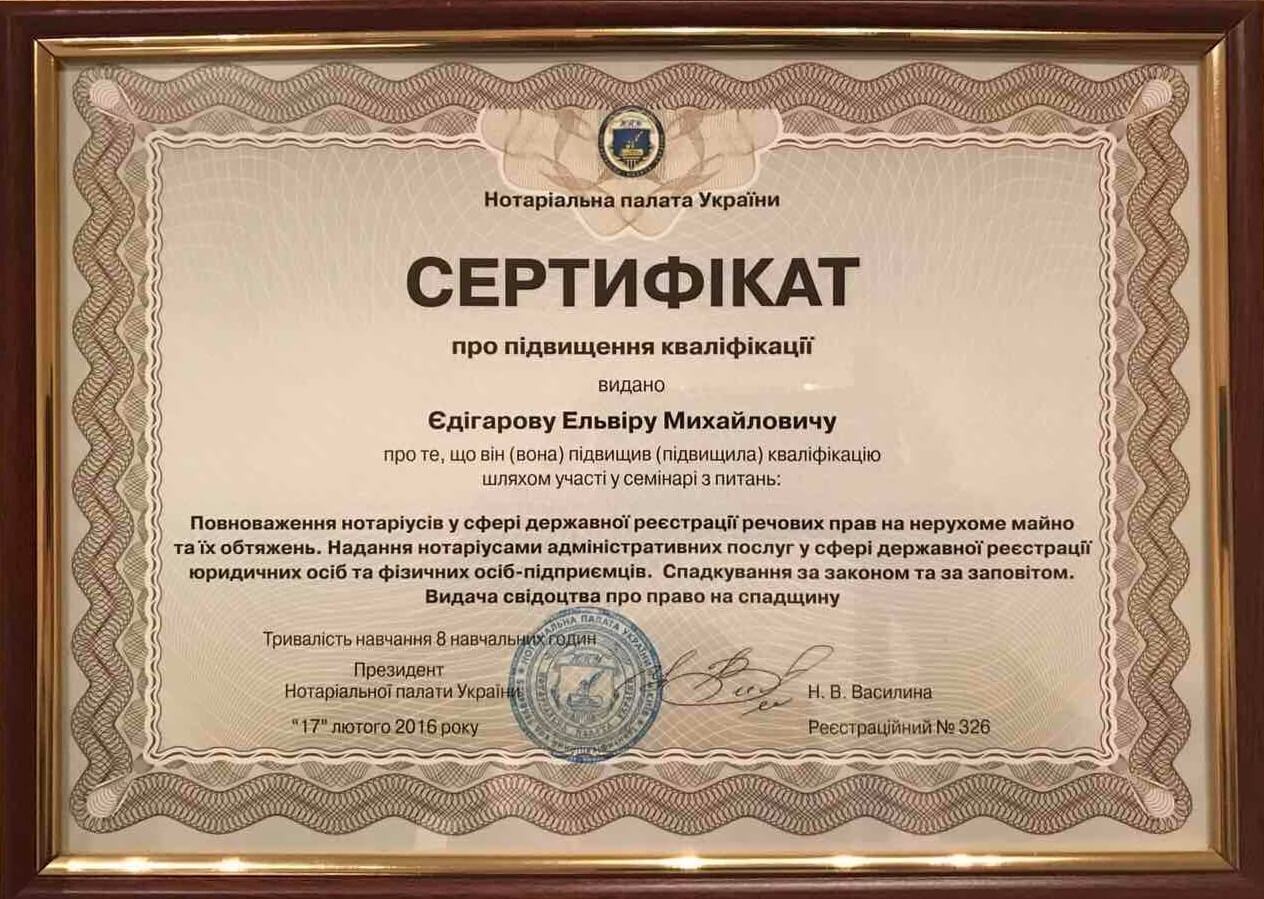 Нотаріальна палата України
СЕРТИФІКАТ
про підвищення кваліфікації
видано
Єдігарову Ельвіру Михайловичу
про те, що він (вона) підвищив (підвищила) кваліфікацію
шляхом участі у семінарі з питань:
Повноваження нотаріусів у сфері державної реєстрації речових прав на нерухоме майно
та їх обтяжень. Надання нотаріусами адміністративних послуг у сфері державної реєстрації
юридичних осіб та фізичних осіб-підприємців. Спадкування за законом та за заповітом.
Видача свідоцтва про право на спадщину
Тривалість навчання 8 навчальних годин
Президент
Нотаріальної палати України
Н. В. Василина
"17" лютого 2016 року
Реєстраційний № 326
НОТАРІАЛЬНА ПАЛАТА УКРАЇНИ